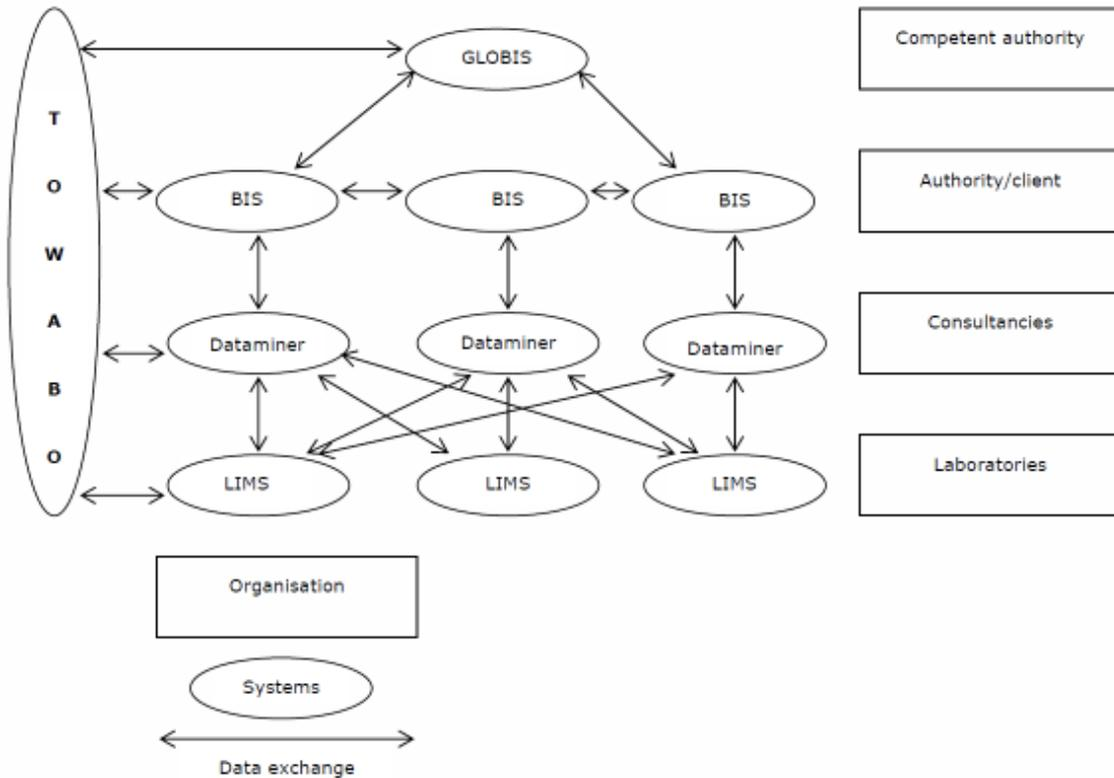 GLOBIS
Competent authority
T
O
W
A
B
O
BIS
BIS
BIS
Authority/client
Dataminer
Dataminer
Dataminer
Consultancies
LIMS
LIMS
LIMS
Laboratories
Organisation
Systems
Data exchange